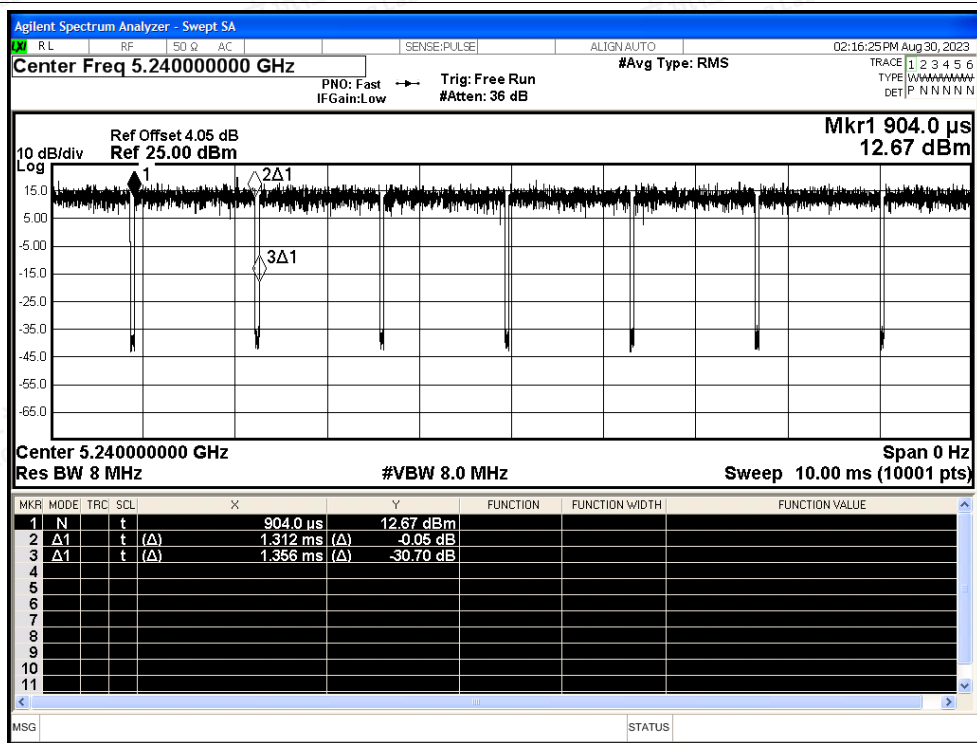 Agilent Spectrum Analyzer - Swept SA
LXI RL RF 50 Ω AC SENSE:PULSE ALIGN AUTO 02:16:25 PM Aug 30, 2023
Center Freq 5.240000000 GHz #Avg Type: RMS TRACE 1 2 3 4 5 6
PNO: Fast Trig: Free Run TYPE WWWWWW
IFGain:Low #Atten: 36 dB DET P N N N N N
Ref Offset 4.05 dB Mkr1 904.0 µs
10 dB/div Ref 25.00 dBm 12.67 dBm
Log
1 2Δ1
15.0
5.00
-5.00
3Δ1
-15.0
-25.0
-35.0
-45.0
-55.0
-65.0
Center 5.240000000 GHz Span 0 Hz
Res BW 8 MHz #VBW 8.0 MHz Sweep 10.00 ms (10001 pts)
MKR MODE TRC SCL X Y FUNCTION FUNCTION WIDTH FUNCTION VALUE
1 N t 904.0 µs 12.67 dBm
2 Δ1 t (Δ) 1.312 ms (Δ) -0.05 dB
3 Δ1 t (Δ) 1.356 ms (Δ) -30.70 dB
4
5
6
7
8
9
10
11
MSG STATUS